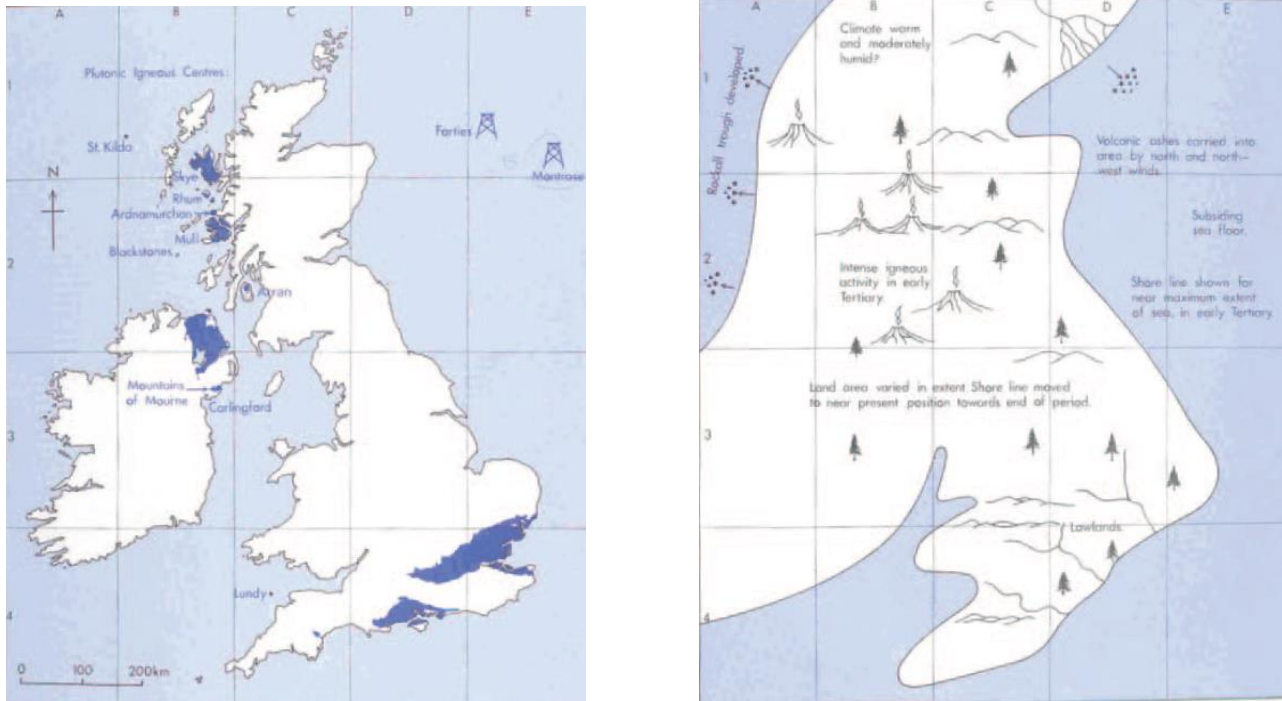 A B C D E
Plutonic Igneous Centres:
1
St. Kilda
Forties
Montrose
N
Skye
Rhum
Ardnamurchan
Mull
Blackstones
2
Arran
Mountains
of Mourne
Carlingford
3
Lundy
4
0 100 200km
A B C D E
Climate warm
and moderately
humid?
1
Rockall trough developed
Volcanic ashes carried into
area by north and north-
west winds.
Subsiding
sea floor.
2
Intense igneous
activity in early
Tertiary.
Shore line shown for
near maximum extent
of sea, in early Tertiary.
Land area varied in extent Shore line moved
to near present position towards end of period.
3
Lowlands.
4